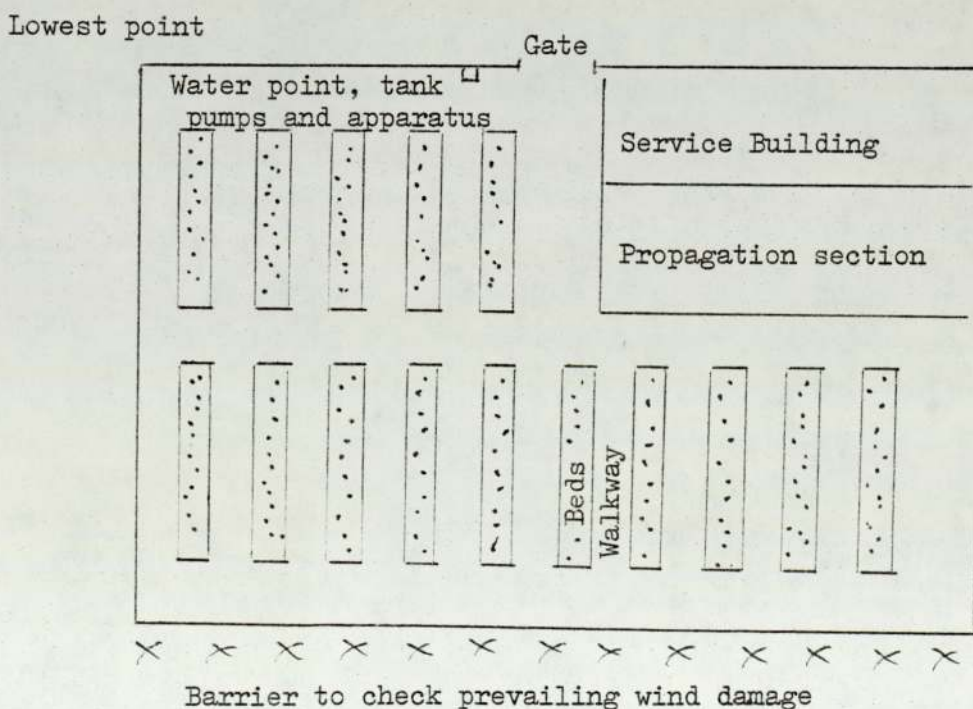 Lowest point
Gate
Water point, tank
pumps and apparatus
Service Building
Propagation section
Beds
Walkway
Barrier to check prevailing wind damage